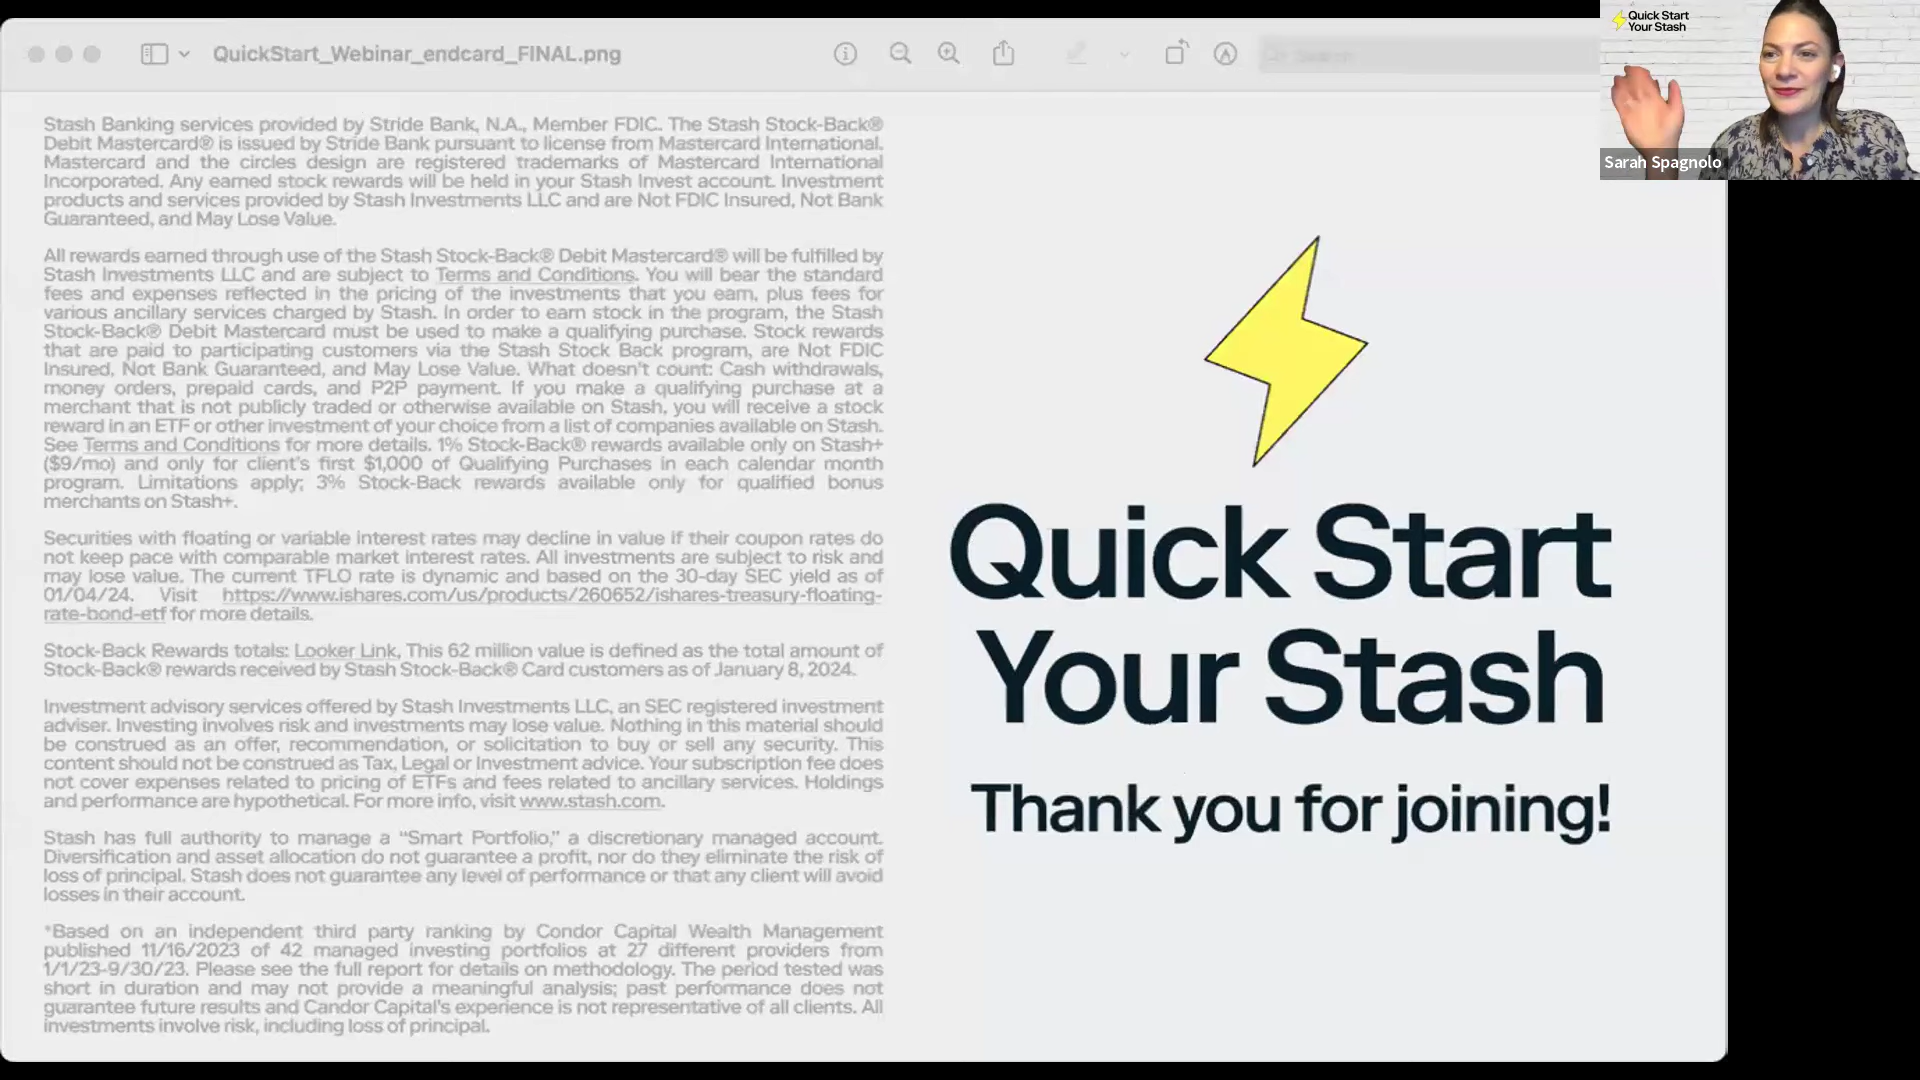 QuickStart_Webinar_endcard_FINAL.png
Search
Quick Start
Your Stash
Sarah Spagnolo
Stash Banking services provided by Stride Bank, N.A., Member FDIC. The Stash Stock-Back®
Debit Mastercard® is issued by Stride Bank pursuant to license from Mastercard International.
Mastercard and the circles design are registered trademarks of Mastercard International
Incorporated. Any earned stock rewards will be held in your Stash Invest account. Investment
products and services provided by Stash Investments LLC and are Not FDIC Insured, Not Bank
Guaranteed, and May Lose Value.
All rewards earned through use of the Stash Stock-Back® Debit Mastercard® will be fulfilled by
Stash Investments LLC and are subject to Terms and Conditions. You will bear the standard
fees and expenses reflected in the pricing of the investments that you earn, plus fees for
various ancillary services charged by Stash. In order to earn stock in the program, the Stash
Stock-Back® Debit Mastercard must be used to make a qualifying purchase. Stock rewards
that are paid to participating customers via the Stash Stock Back program, are Not FDIC
Insured, Not Bank Guaranteed, and May Lose Value. What doesn't count: Cash withdrawals,
money orders, prepaid cards, and P2P payment. If you make a qualifying purchase at a
merchant that is not publicly traded or otherwise available on Stash, you will receive a stock
reward in an ETF or other investment of your choice from a list of companies available on Stash.
See Terms and Conditions for more details. 1% Stock-Back® rewards available only on Stash+
($9/mo) and only for client's first $1,000 of Qualifying Purchases in each calendar month
program. Limitations apply; 3% Stock-Back rewards available only for qualified bonus
merchants on Stash+.
Securities with floating or variable interest rates may decline in value if their coupon rates do
not keep pace with comparable market interest rates. All investments are subject to risk and
may lose value. The current TFLO rate is dynamic and based on the 30-day SEC yield as of
01/04/24. Visit https://www.ishares.com/us/products/260652/ishares-treasury-floating-
rate-bond-etf for more details.
Stock-Back Rewards totals: Looker Link, This 62 million value is defined as the total amount of
Stock-Back® rewards received by Stash Stock-Back® Card customers as of January 8, 2024.
Investment advisory services offered by Stash Investments LLC, an SEC registered investment
adviser. Investing involves risk and investments may lose value. Nothing in this material should
be construed as an offer, recommendation, or solicitation to buy or sell any security. This
content should not be construed as Tax, Legal or Investment advice. Your subscription fee does
not cover expenses related to pricing of ETFs and fees related to ancillary services. Holdings
and performance are hypothetical. For more info, visit www.stash.com.
Stash has full authority to manage a “Smart Portfolio,” a discretionary managed account.
Diversification and asset allocation do not guarantee a profit, nor do they eliminate the risk of
loss of principal. Stash does not guarantee any level of performance or that any client will avoid
losses in their account.
*Based on an independent third party ranking by Condor Capital Wealth Management
published 11/16/2023 of 42 managed investing portfolios at 27 different providers from
1/1/23-9/30/23. Please see the full report for details on methodology. The period tested was
short in duration and may not provide a meaningful analysis; past performance does not
guarantee future results and Candor Capital's experience is not representative of all clients. All
investments involve risk, including loss of principal.
Quick Start
Your Stash
Thank you for joining!